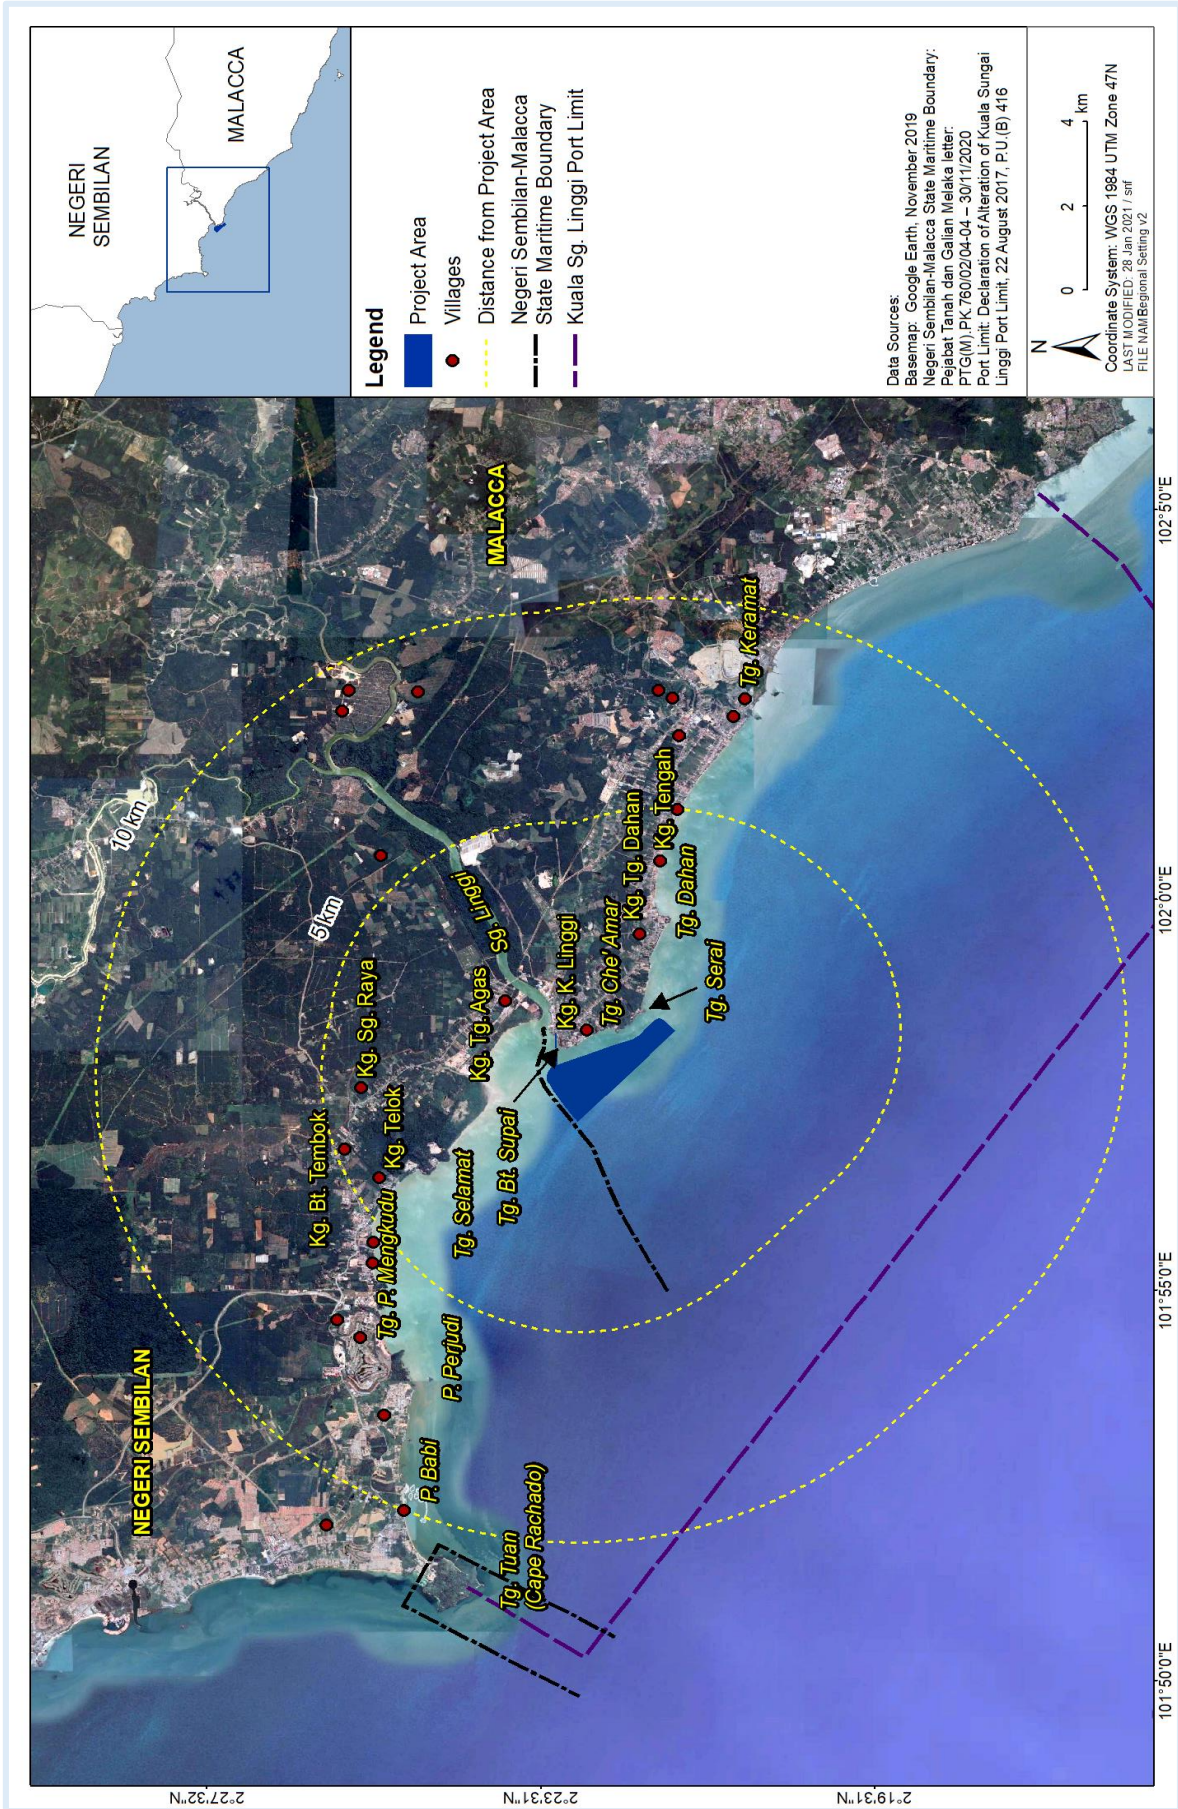 NEGERI SEMBILAN
MALACCA
10 km
5 km
Kg. Bt. Tembok
Kg. Sg. Raya
Kg. Telok
Tg. P. Mengkudu
P. Perjudi
P. Babi
Tg. Tuan
(Cape Rachado)
Tg. Selamat
Tg. Bt. Supai
Kg. Tg. Agas
Sg. Linggi
Kg. K. Linggi
Tg. Che' Amar
Kg. Tg. Dahan
Kg. Tengah
Tg. Dahan
Tg. Serai
Tg. Keramat
2°27'32"N
2°23'31"N
2°19'31"N
101°50'0"E
101°55'0"E
102°0'0"E
102°5'0"E
NEGERI
SEMBILAN
MALACCA
Legend
Project Area
Villages
Distance from Project Area
Negeri Sembilan-Malacca
State Maritime Boundary
Kuala Sg. Linggi Port Limit
Data Sources:
Basemap: Google Earth, November 2019
Negeri Sembilan-Malacca State Maritime Boundary:
Pejabat Tanah dan Galian Melaka letter:
PTG(M).PK.760/02/04-04 – 30/11/2020
Port Limit: Declaration of Alteration of Kuala Sungai
Linggi Port Limit, 22 August 2017, P.U.(B) 416
N
0 2 4
km
Coordinate System: WGS 1984 UTM Zone 47N
LAST MODIFIED: 28 Jan 2021 / snf
FILE NAMERegional Setting v2